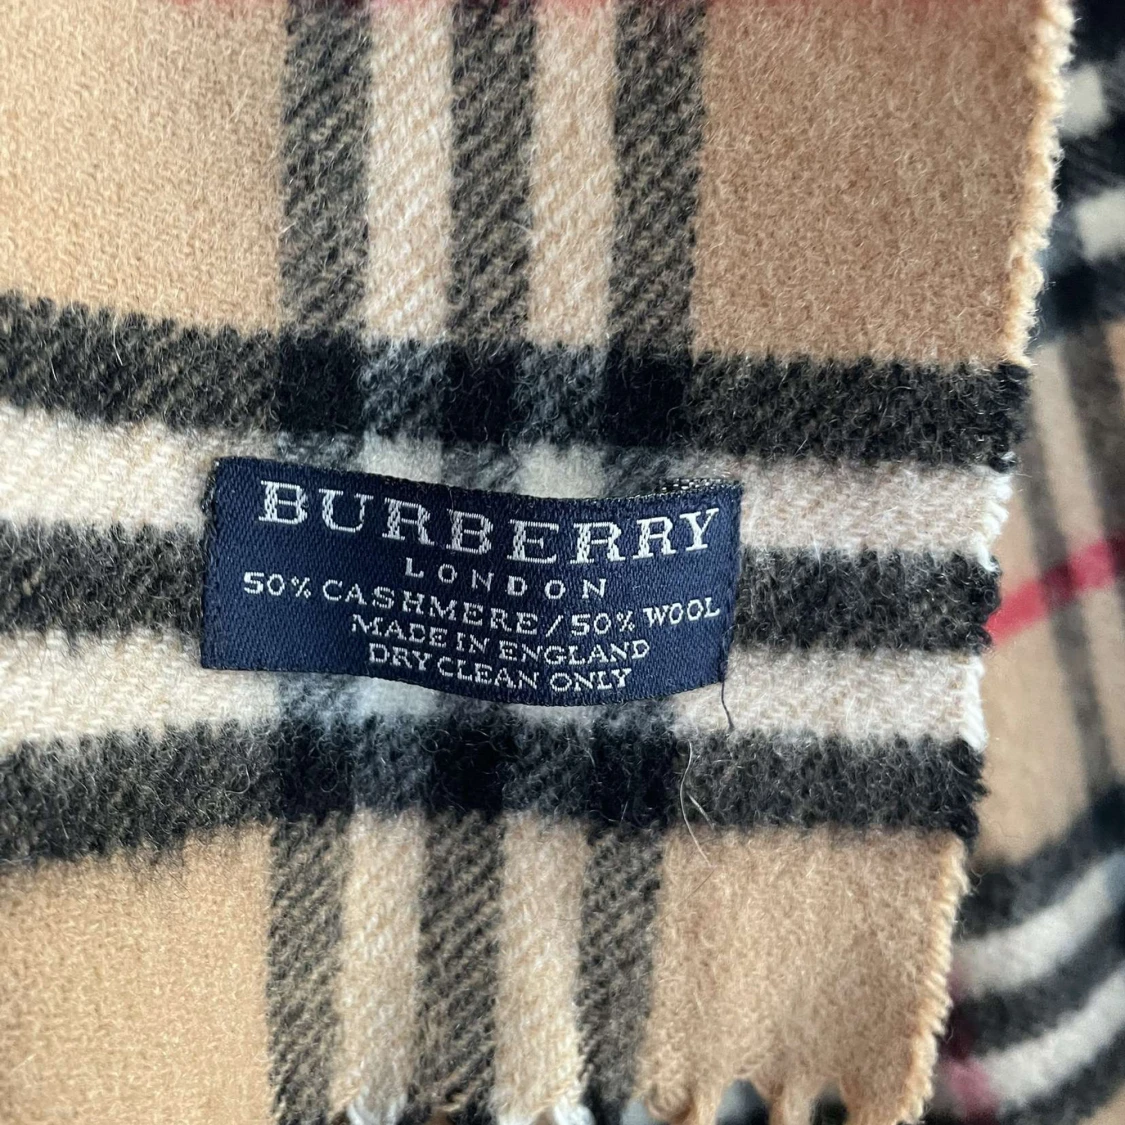 BURBERRY
LONDON
50% CASHMERE/50% WOOL
MADE IN ENGLAND
DRY CLEAN ONLY